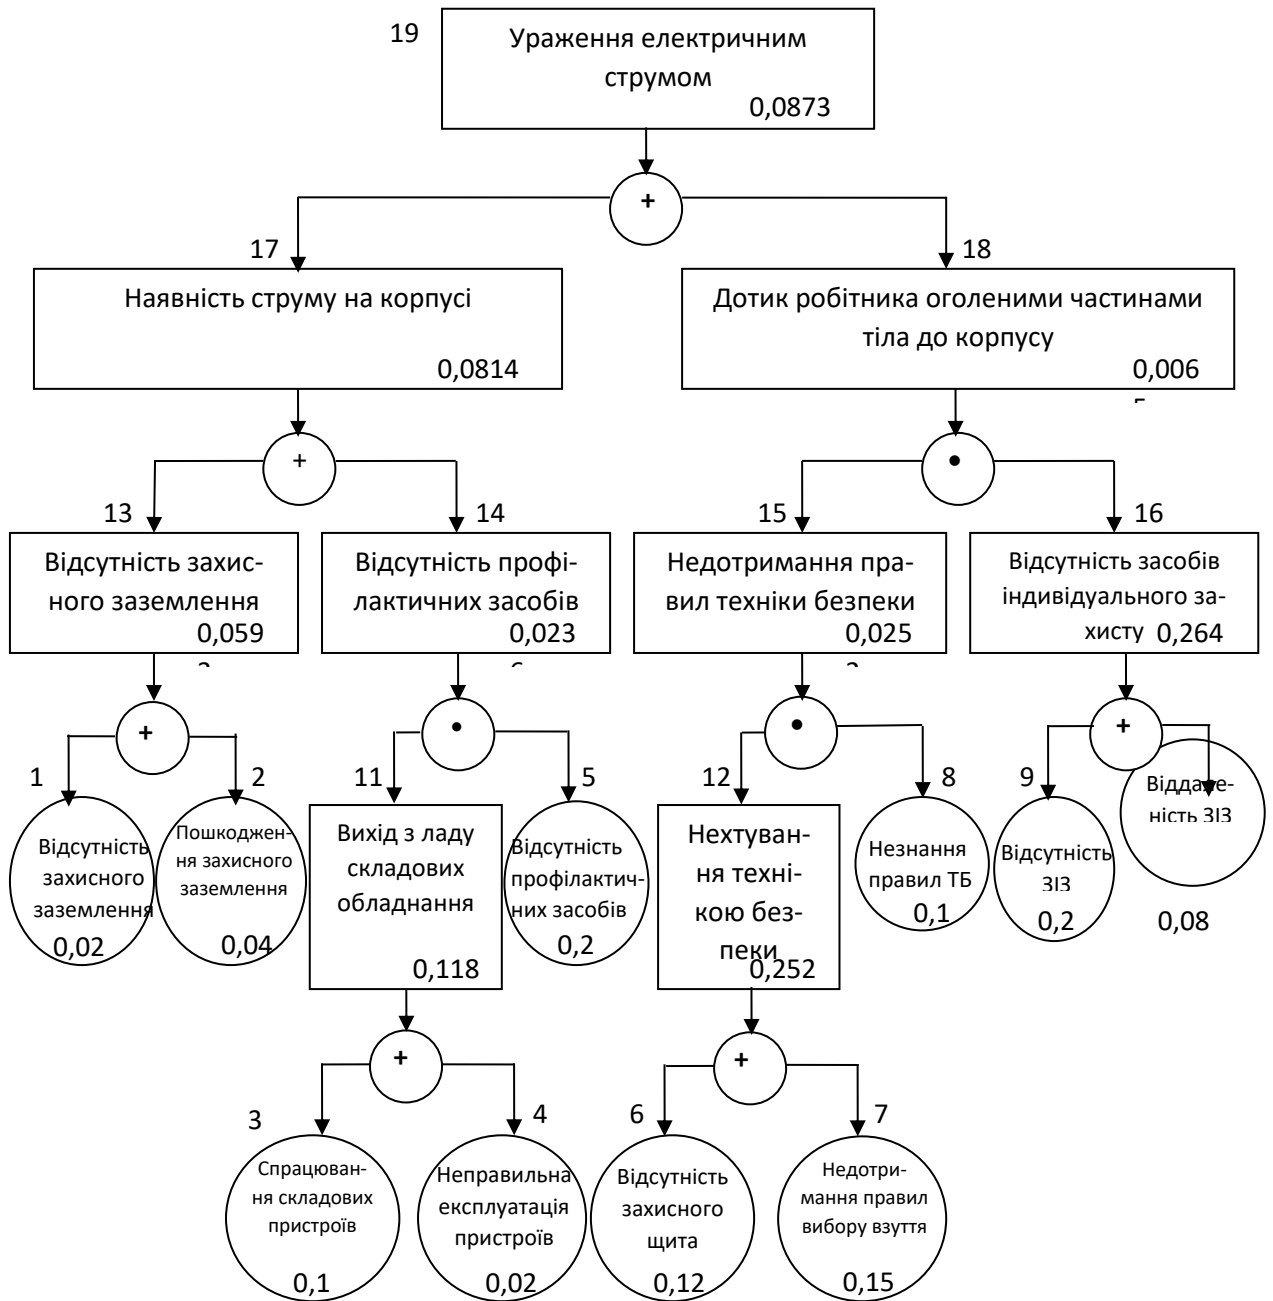 19
Ураження електричним
струмом
0,0873
+
17
18
Наявність струму на корпусі
0,0814
Дотик робітника оголеними частинами
тіла до корпусу
0,006
+
•
13
14
15
16
Відсутність захис-
ного заземлення
0,059
Відсутність профі-
лактичних засобів
0,023
Недотримання пра-
вил техніки безпеки
0,025
Відсутність засобів
індивідуального за-
хисту 0,264
+
•
•
+
1
2
11
5
12
8
9
Відсутність
захисного
заземлення
0,02
Пошкоджен-
ня захисного
заземлення
0,04
Вихід з ладу
складових
обладнання
0,118
Відсутність
профілактич-
них засобів
0,2
Нехтуван-
ня техні-
кою без-
пеки
0,252
Незнання
правил ТБ
0,1
Відсутність
ЗІЗ
0,2
Віддале-
ність ЗІЗ
0,08
+
+
3
4
6
7
Спрацюван-
ня складових
пристроїв
0,1
Неправильна
експлуатація
пристроїв
0,02
Відсутність
захисного
щита
0,12
Недотри-
мання правил
вибору взуття
0,15